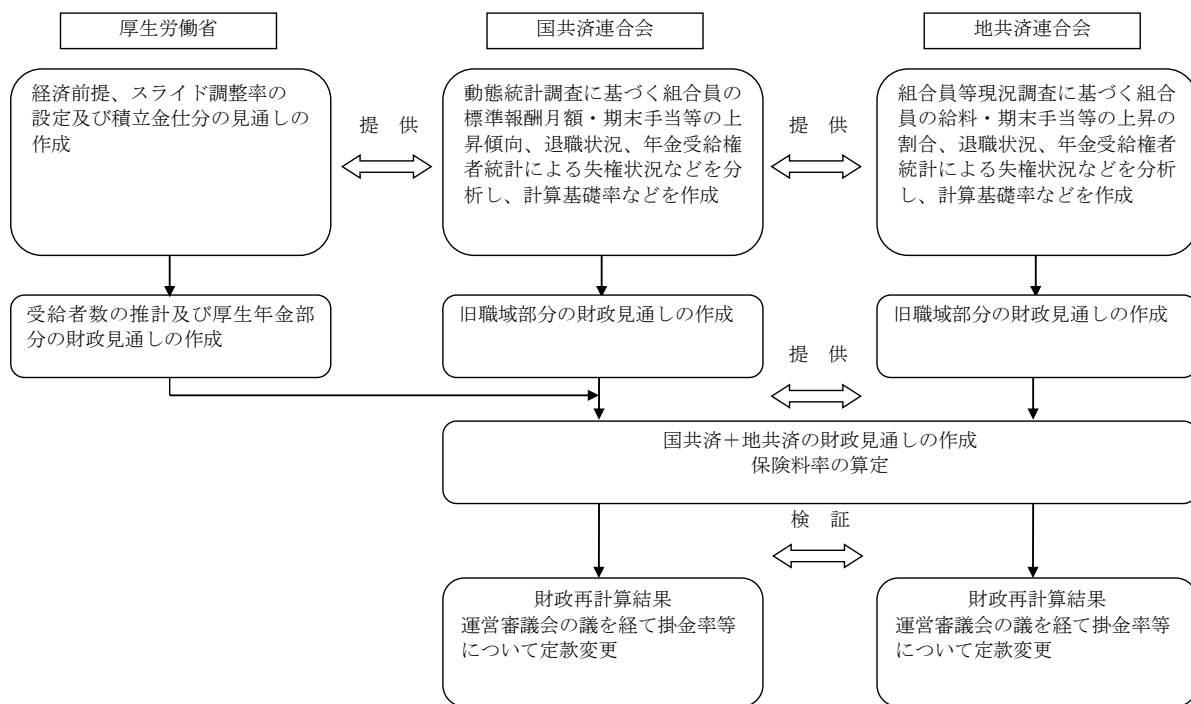 厚生労働省
国共済連合会
地共済連合会
経済前提、スライド調整率の
設定及び積立金仕分の見通しの
作成
提 供
動態統計調査に基づく組合員の
標準報酬月額・期末手当等の上
昇傾向、退職状況、年金受給権
者統計による失権状況などを分
析し、計算基礎率などを作成
提 供
組合員等現況調査に基づく組合
員の給料・期末手当等の上昇の
割合、退職状況、年金受給権者
統計による失権状況などを分析
し、計算基礎率などを作成
受給者数の推計及び厚生年金部
分の財政見通しの作成
旧職域部分の財政見通しの作成
旧職域部分の財政見通しの作成
提 供
国共済＋地共済の財政見通しの作成
保険料率の算定
検 証
財政再計算結果
運営審議会の議を経て掛金率等
について定款変更
財政再計算結果
運営審議会の議を経て掛金率等
について定款変更